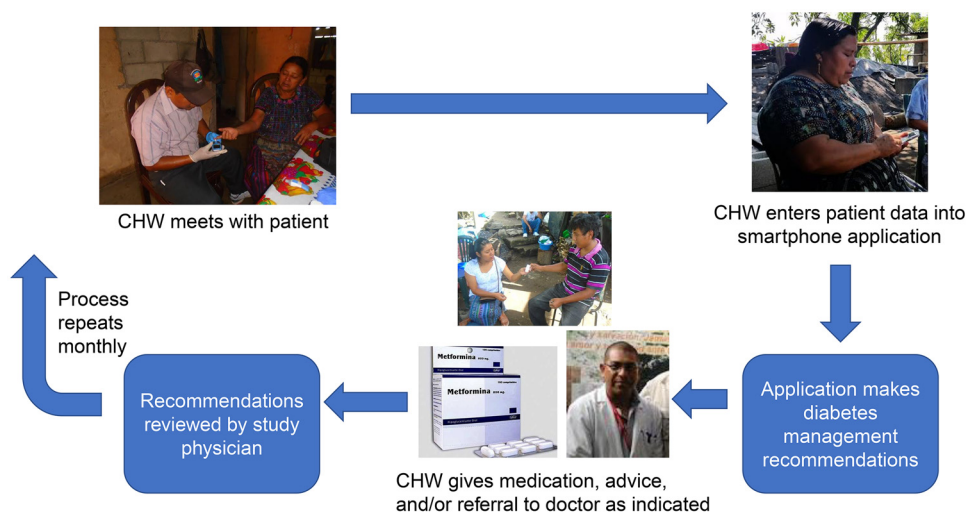 CHW meets with patient
CHW enters patient data into
smartphone application
Process
repeats
monthly
Recommendations
reviewed by study
physician
Metformina
Metformina
CHW gives medication, advice,
and/or referral to doctor as indicated
Application makes
diabetes
management
recommendations